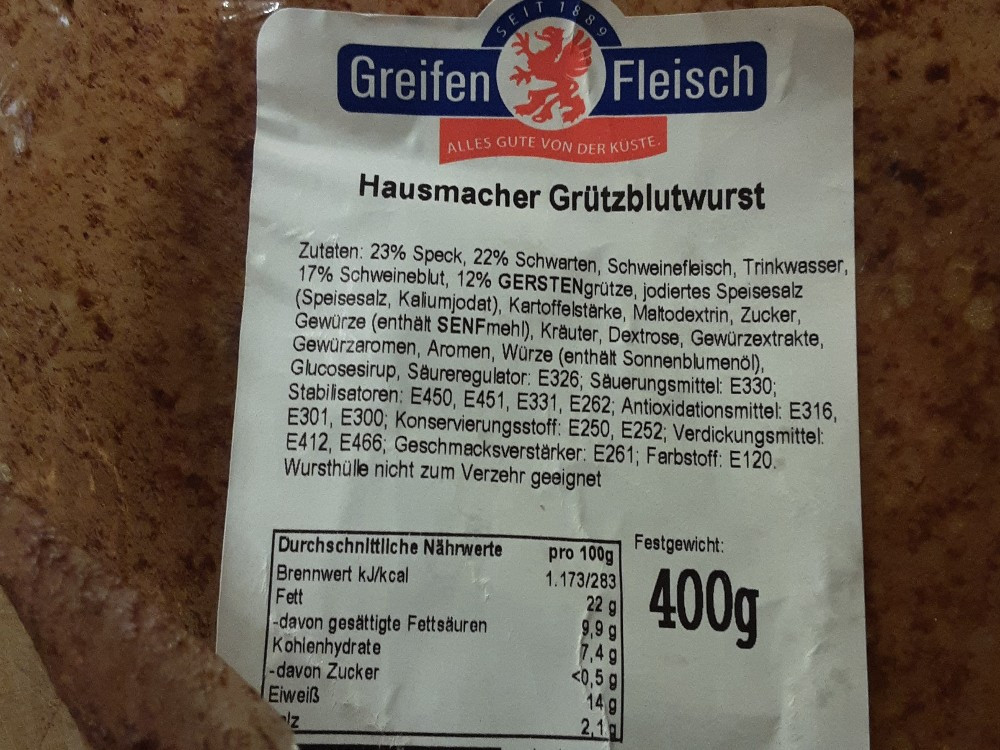 SEIT 1889
Greifen Fleisch
ALLES GUTE VON DER KÜSTE.
Hausmacher Grützblutwurst
Zutaten: 23% Speck, 22% Schwarten, Schweinefleisch, Trinkwasser,
17% Schweineblut, 12% GERSTENgrütze, jodiertes Speisesalz
(Speisesalz, Kaliumjodat), Kartoffelstärke, Maltodextrin, Zucker,
Gewürze (enthält SENFmehl), Kräuter, Dextrose, Gewürzextrakte,
Gewürzaromen, Aromen, Würze (enthält Sonnenblumenöl),
Glucosesirup, Säureregulator: E326; Säuerungsmittel: E330;
Stabilisatoren: E450, E451, E331, E262; Antioxidationsmittel: E316,
E301, E300; Konservierungsstoff: E250, E252; Verdickungsmittel:
E412, E466; Geschmacksverstärker: E261; Farbstoff: E120.
Wursthülle nicht zum Verzehr geeignet
Durchschnittliche Nährwerte pro 100g
Brennwert kJ/kcal 1.173/283
Fett 22 g
-davon gesättigte Fettsäuren 9,9 g
Kohlenhydrate 7,4 g
-davon Zucker <0,5 g
Eiweiß 14 g
lz 2,1 g
Festgewicht:
400g